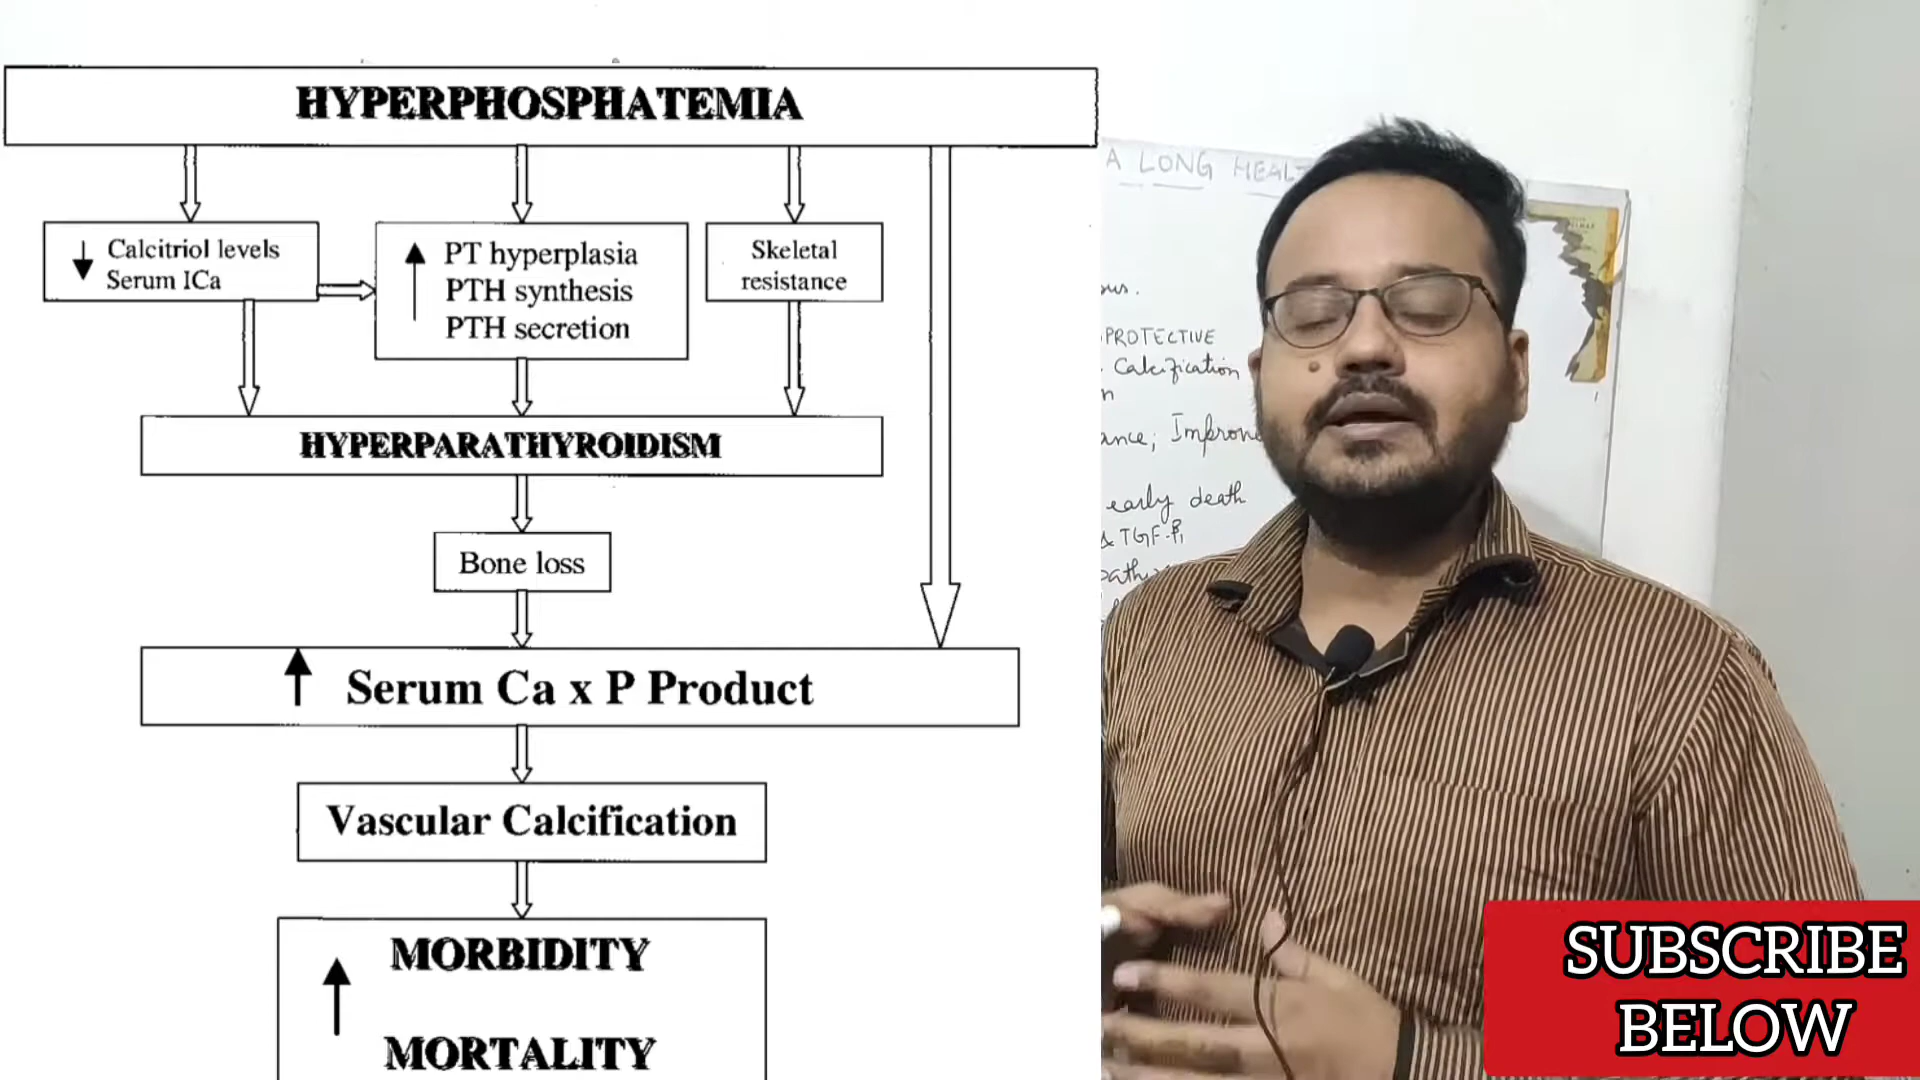 HYPERPHOSPHATEMIA
Calcitriol levels
Serum ICa
PT hyperplasia
PTH synthesis
PTH secretion
Skeletal
resistance
HYPERPARATHYROIDISM
Bone loss
Serum Ca x P Product
Vascular Calcification
MORBIDITY
MORTALITY
A LONG
PROTECTIVE
Calcification
early death
& TGF-β1
SUBSCRIBE
BELOW